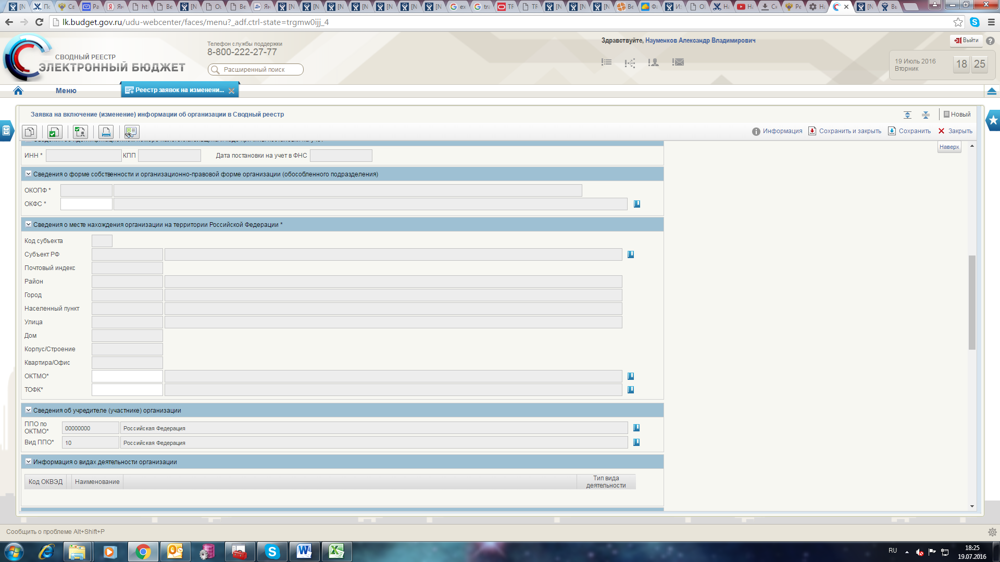 lk.budget.gov.ru/udu-webcenter/faces/menu?_adf.ctrl-state=trgmw0ijj_4
СВОДНЫЙ РЕЕСТР
ЭЛЕКТРОННЫЙ БЮДЖЕТ
Телефон службы поддержки
8-800-222-27-77
Расширенный поиск
Здравствуйте, Науменков Александр Владимирович
Выйти
19 Июль 2016
Вторник
18 25
Меню
Реестр заявок на изменени...
Заявка на включение (изменение) информации об организации в Сводный реестр
Новый
Информация
Сохранить и закрыть
Сохранить
Закрыть
Наверх
ИНН *
КПП
Дата постановки на учет в ФНС
Сведения о форме собственности и организационно-правовой форме организации (обособленного подразделения)
ОКОПФ *
ОКФС *
Сведения о месте нахождения организации на территории Российской Федерации *
Код субъекта
Субъект РФ
Почтовый индекс
Район
Город
Населенный пункт
Улица
Дом
Корпус/Строение
Квартира/Офис
ОКТМО*
ТОФК*
Сведения об учредителе (участнике) организации
ППО по
ОКТМО*
00000000
Российская Федерация
Вид ППО*
10
Российская Федерация
Информация о видах деятельности организации
Код ОКВЭД
Наименование
Тип вида
деятельности
Сообщить о проблеме Alt+Shift+P
RU
18:25
19.07.2016